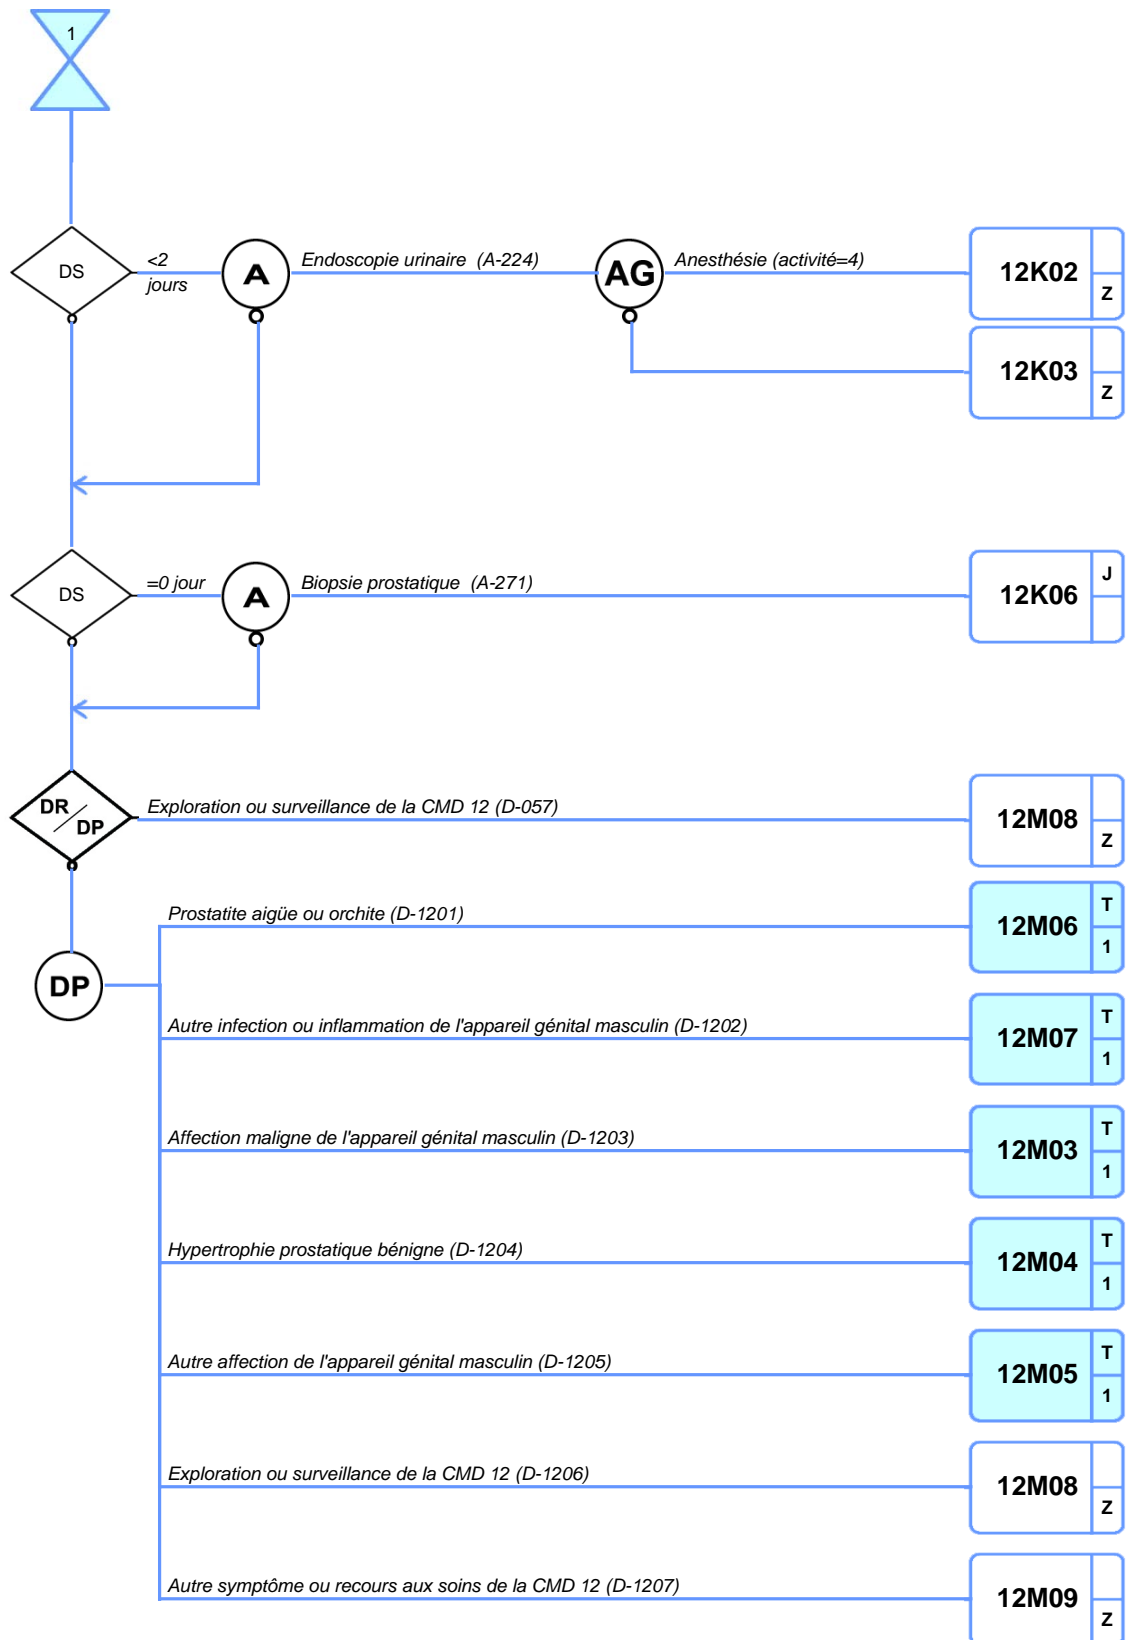 1
DS
<2
jours
A
Endoscopie urinaire (A-224)
AG
Anesthésie (activité=4)
12K02
Z
12K03
Z
DS
=0 jour
A
Biopsie prostatique (A-271)
12K06
J
DR
DP
Exploration ou surveillance de la CMD 12 (D-057)
12M08
Z
DP
Prostatite aigüe ou orchite (D-1201)
12M06
T
1
Autre infection ou inflammation de l'appareil génital masculin (D-1202)
12M07
T
1
Affection maligne de l'appareil génital masculin (D-1203)
12M03
T
1
Hypertrophie prostatique bénigne (D-1204)
12M04
T
1
Autre affection de l'appareil génital masculin (D-1205)
12M05
T
1
Exploration ou surveillance de la CMD 12 (D-1206)
12M08
Z
Autre symptôme ou recours aux soins de la CMD 12 (D-1207)
12M09
Z